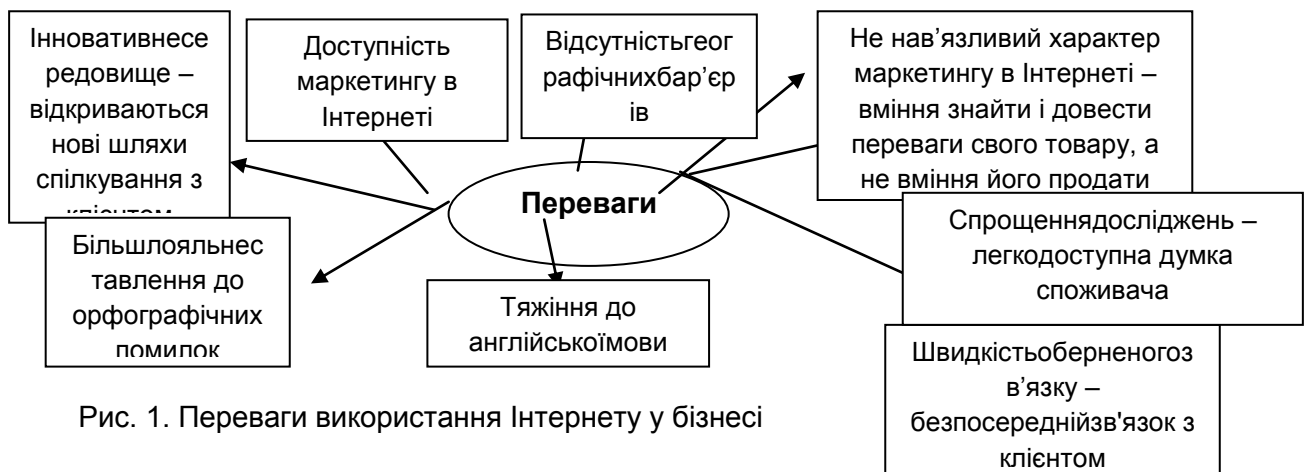 Інновативнесе
редовище –
відкриваються
нові шляхи
спілкування з
клієнтом
Доступність
маркетингу в
Інтернеті
Відсутністьгеог
рафічнихбар’єр
ів
Не нав’язливий характер
маркетингу в Інтернеті –
вміння знайти і довести
переваги свого товару, а
не вміння його продати
Переваги
Більшлояльнес
тавлення до
орфографічних
помилок
Тяжіння до
англійськоїмови
Спрощеннядосліджень –
легкодоступна думка
споживача
Швидкістьоберненогоз
в’язку –
безпосереднійзв'язок з
клієнтом
Рис. 1. Переваги використання Інтернету у бізнесі